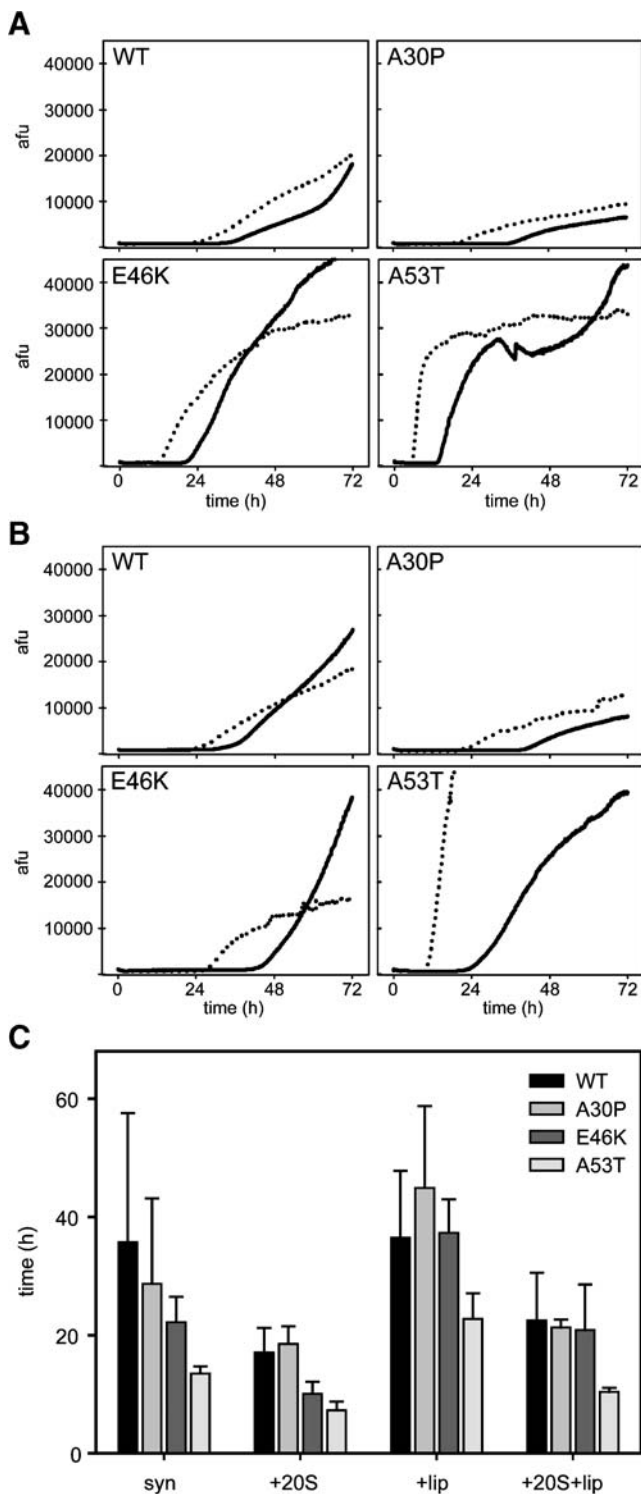 A
WT
A30P
afu
40000
30000
20000
10000
0
E46K
A53T
afu
40000
30000
20000
10000
0 24 48 72
0 24 48 72
time (h)
time (h)
B
WT
A30P
afu
40000
30000
20000
10000
0
E46K
A53T
afu
40000
30000
20000
10000
0 24 48 72
0 24 48 72
time (h)
time (h)
C
time (h)
60
40
20
0
WT
A30P
E46K
A53T
syn +20S +lip +20S+lip